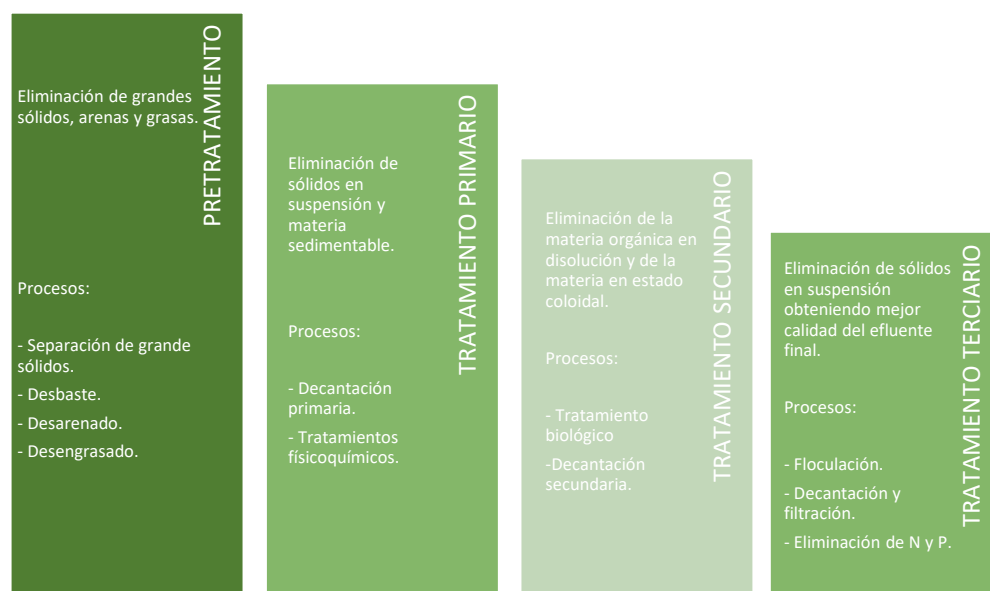 PRETRATAMIENTO
Eliminación de grandes
sólidos, arenas y grasas.
Procesos:
- Separación de grande
sólidos.
- Desbaste.
- Desarenado.
- Desengrasado.
TRATAMIENTO PRIMARIO
Eliminación de
sólidos en
suspensión y
materia
sedimentable.
Procesos:
- Decantación
primaria.
- Tratamientos
físicoquímicos.
TRATAMIENTO SECUNDARIO
Eliminación de la
materia orgánica en
disolución y de la
materia en estado
coloidal.
Procesos:
- Tratamiento
biológico
-Decantación
secundaria.
TRATAMIENTO TERCIARIO
Eliminación de sólidos
en suspensión
obteniendo mejor
calidad del efluente
final.
Procesos:
- Floculación.
- Decantación y
filtración.
- Eliminación de N y P.